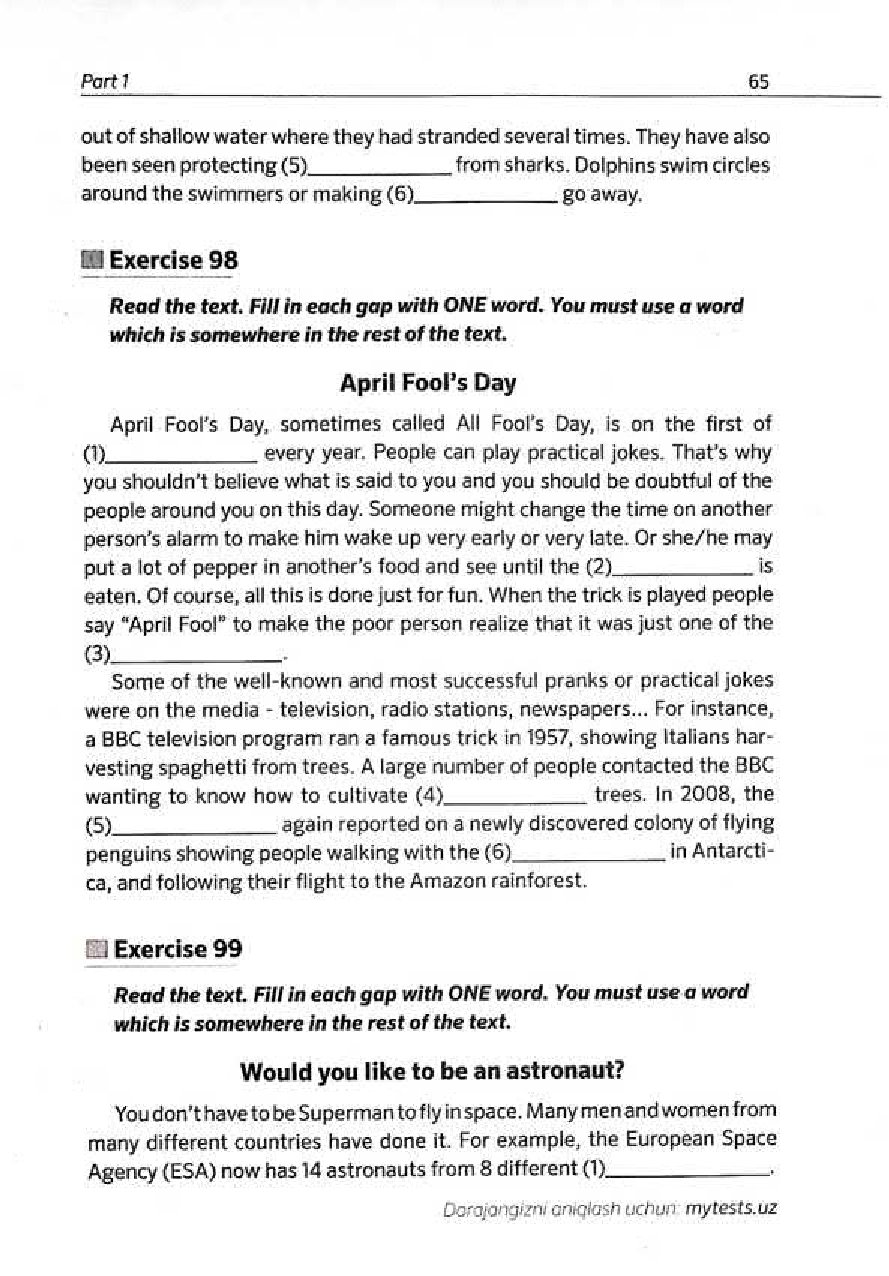 Part 1 65
out of shallow water where they had stranded several times. They have also
been seen protecting (5)______________ from sharks. Dolphins swim circles
around the swimmers or making (6)______________ go away.
Exercise 98
Read the text. Fill in each gap with ONE word. You must use a word
which is somewhere in the rest of the text.
April Fool's Day
April Fool's Day, sometimes called All Fool's Day, is on the first of
(1)______________ every year. People can play practical jokes. That's why
you shouldn't believe what is said to you and you should be doubtful of the
people around you on this day. Someone might change the time on another
person's alarm to make him wake up very early or very late. Or she/he may
put a lot of pepper in another's food and see until the (2)______________ is
eaten. Of course, all this is done just for fun. When the trick is played people
say "April Fool" to make the poor person realize that it was just one of the
(3)________________.
Some of the well-known and most successful pranks or practical jokes
were on the media - television, radio stations, newspapers... For instance,
a BBC television program ran a famous trick in 1957, showing Italians har-
vesting spaghetti from trees. A large number of people contacted the BBC
wanting to know how to cultivate (4)______________ trees. In 2008, the
(5)________________ again reported on a newly discovered colony of flying
penguins showing people walking with the (6)______________ in Antarcti-
ca, and following their flight to the Amazon rainforest.
Exercise 99
Read the text. Fill in each gap with ONE word. You must use a word
which is somewhere in the rest of the text.
Would you like to be an astronaut?
You don't have to be Superman to fly in space. Many men and women from
many different countries have done it. For example, the European Space
Agency (ESA) now has 14 astronauts from 8 different (1)________________.
Darajangizni aniqlash uchun: mytests.uz